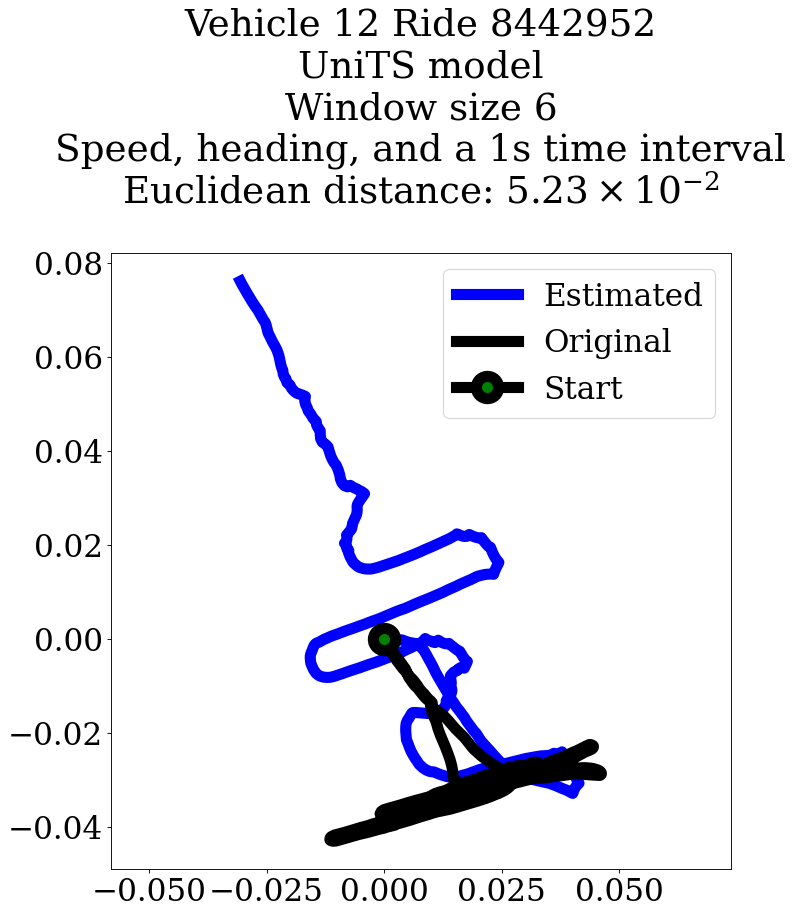 Vehicle 12 Ride 8442952
UniTS model
Window size 6
Speed, heading, and a 1s time interval
Euclidean distance: 5.23 × 10⁻²
0.08
0.06
0.04
0.02
0.00
−0.02
−0.04
Estimated
Original
Start
−0.050 −0.025 0.000 0.025 0.050